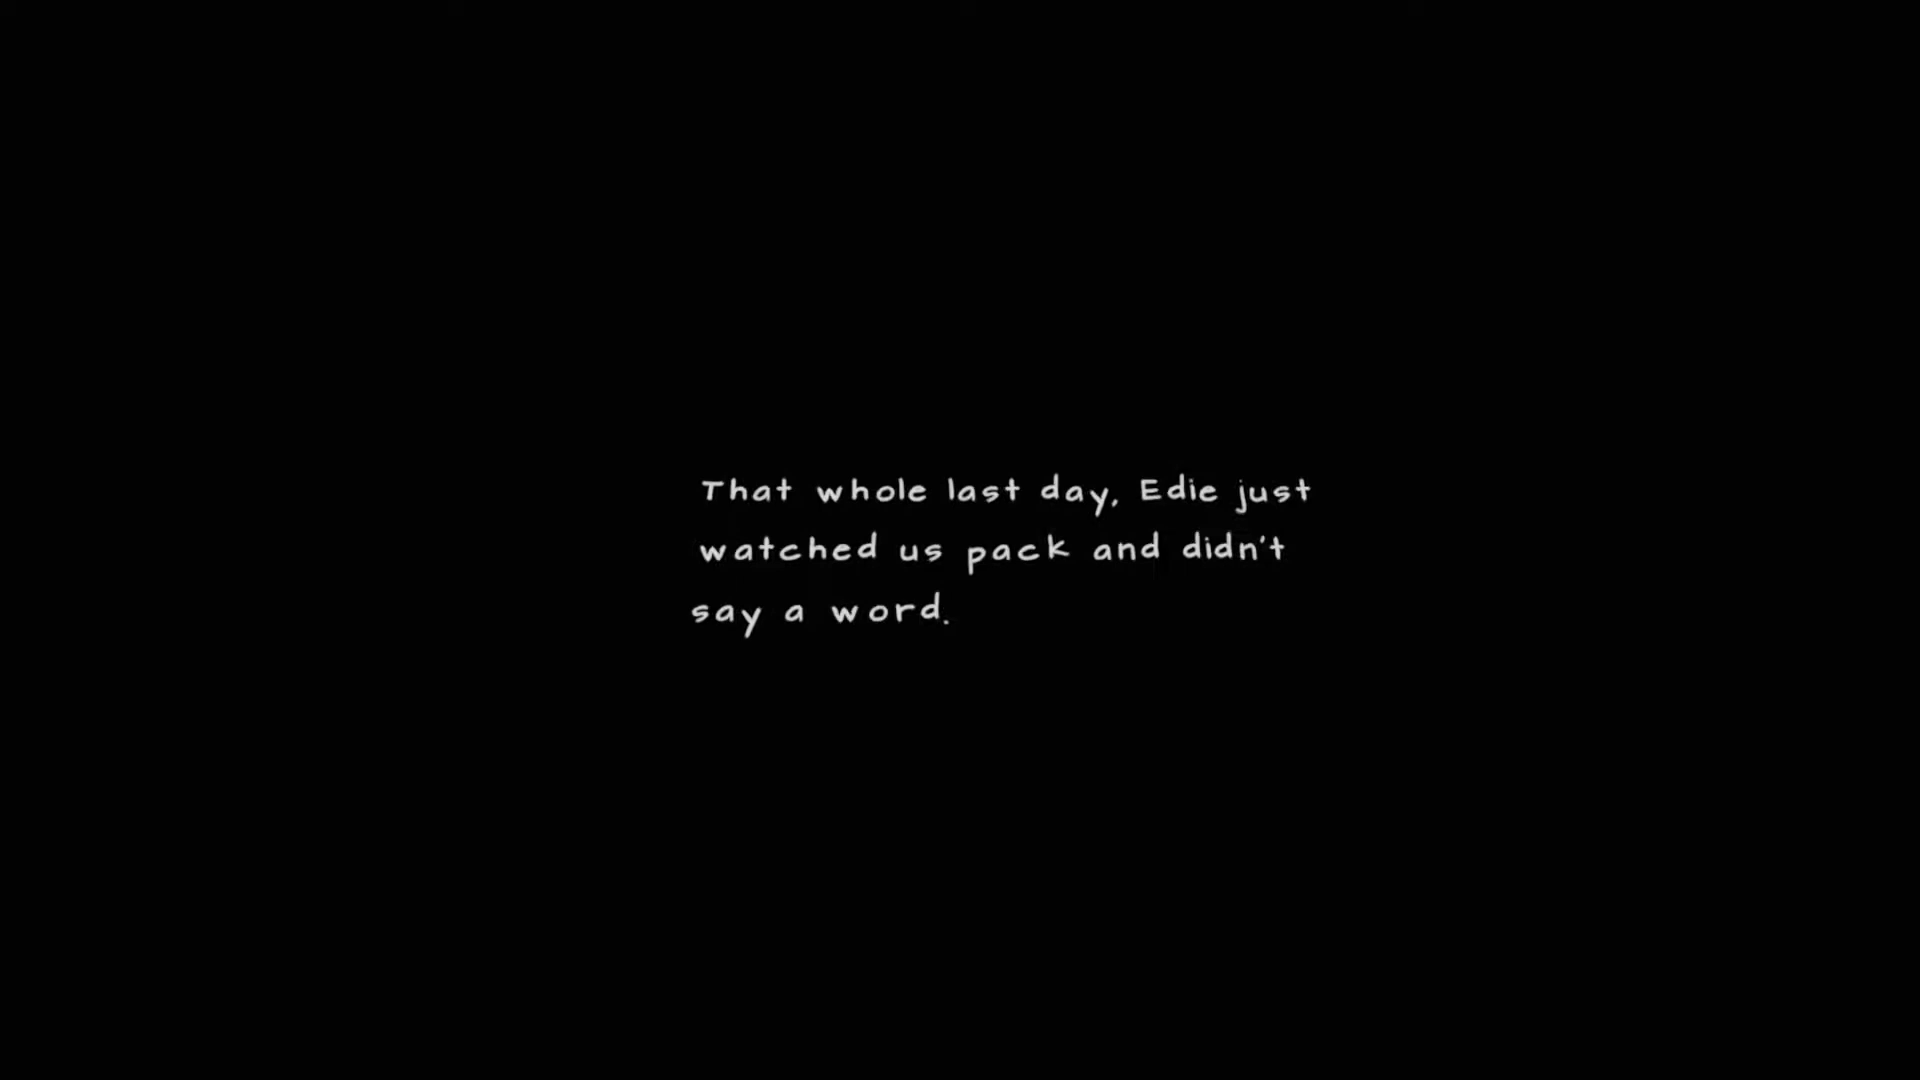 That whole last day, Edie just
watched us pack and didn't
say a word.